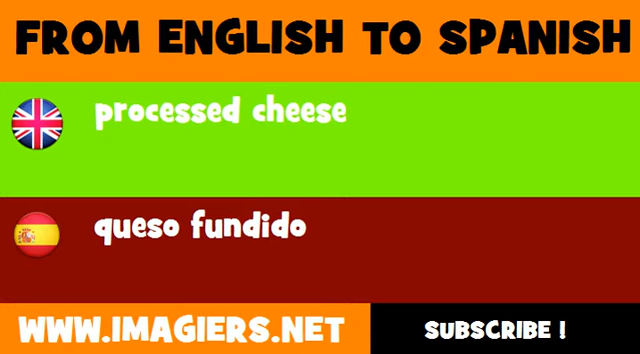 FROM ENGLISH TO SPANISH
processed cheese
queso fundido
WWW.IMAGIERS.NET
SUBSCRIBE !